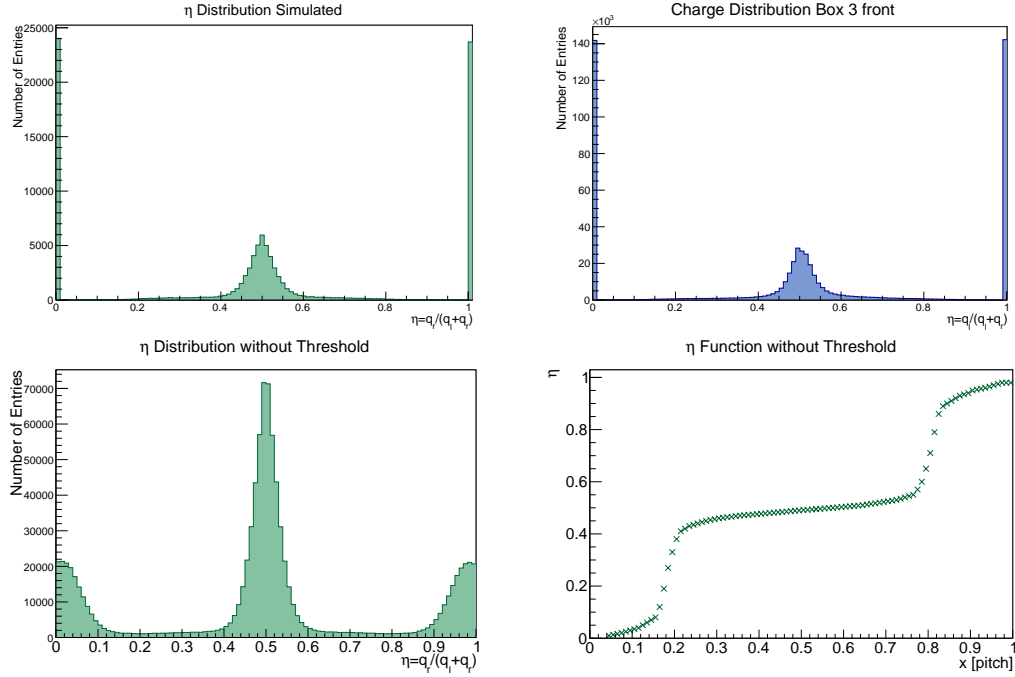 η Distribution Simulated
Number of Entries
25000
20000
15000
10000
5000
0
0 0.2 0.4 0.6 0.8 1
η=q_r/(q_l+q_r)
Charge Distribution Box 3 front
×10³
Number of Entries
140
120
100
80
60
40
20
0
0 0.2 0.4 0.6 0.8 1
η=q_r/(q_l+q_r)
η Distribution without Threshold
Number of Entries
70000
60000
50000
40000
30000
20000
10000
0
0 0.1 0.2 0.3 0.4 0.5 0.6 0.7 0.8 0.9 1
η=q_r/(q_l+q_r)
η Function without Threshold
η
1
0.8
0.6
0.4
0.2
0
0 0.1 0.2 0.3 0.4 0.5 0.6 0.7 0.8 0.9 1
x [pitch]